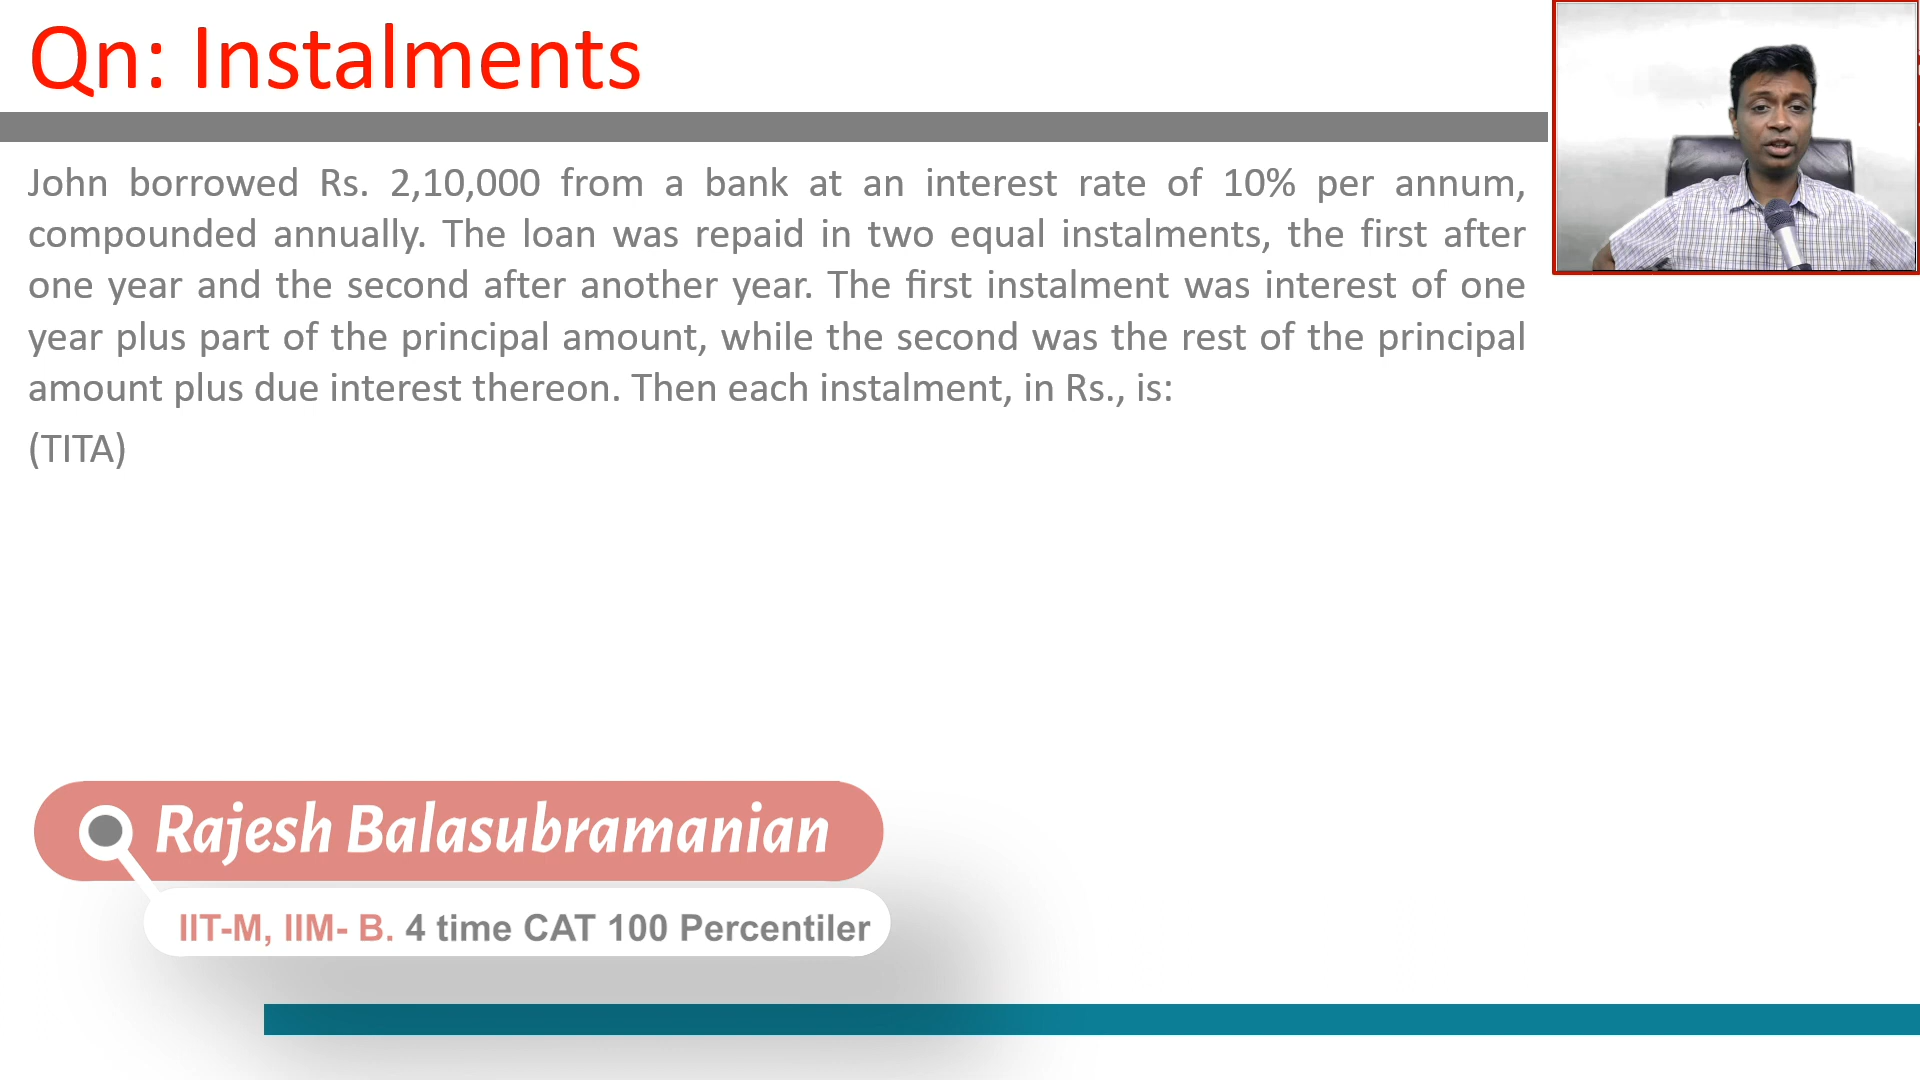 Qn: Instalments
John borrowed Rs. 2,10,000 from a bank at an interest rate of 10% per annum,
compounded annually. The loan was repaid in two equal instalments, the first after
one year and the second after another year. The first instalment was interest of one
year plus part of the principal amount, while the second was the rest of the principal
amount plus due interest thereon. Then each instalment, in Rs., is:
(TITA)
Rajesh Balasubramanian
IIT-M, IIM- B. 4 time CAT 100 Percentiler